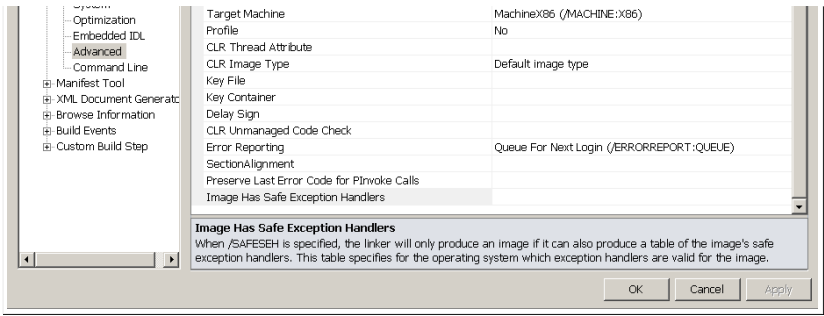 Optimization
Embedded IDL
Advanced
Command Line
Manifest Tool
XML Document Generato
Browse Information
Build Events
Custom Build Step
Target Machine MachineX86 (/MACHINE:X86)
Profile No
CLR Thread Attribute
CLR Image Type Default image type
Key File
Key Container
Delay Sign
CLR Unmanaged Code Check
Error Reporting Queue For Next Login (/ERRORREPORT:QUEUE)
SectionAlignment
Preserve Last Error Code for PInvoke Calls
Image Has Safe Exception Handlers
Image Has Safe Exception Handlers
When /SAFESEH is specified, the linker will only produce an image if it can also produce a table of the image's safe
exception handlers. This table specifies for the operating system which exception handlers are valid for the image.
OK Cancel Apply